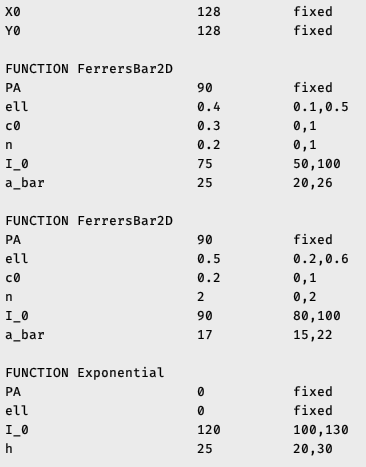 X0 128 fixed
Y0 128 fixed
FUNCTION FerrersBar2D
PA 90 fixed
ell 0.4 0.1,0.5
c0 0.3 0,1
n 0.2 0,1
I_0 75 50,100
a_bar 25 20,26
FUNCTION FerrersBar2D
PA 90 fixed
ell 0.5 0.2,0.6
c0 0.2 0,1
n 2 0,2
I_0 90 80,100
a_bar 17 15,22
FUNCTION Exponential
PA 0 fixed
ell 0 fixed
I_0 120 100,130
h 25 20,30